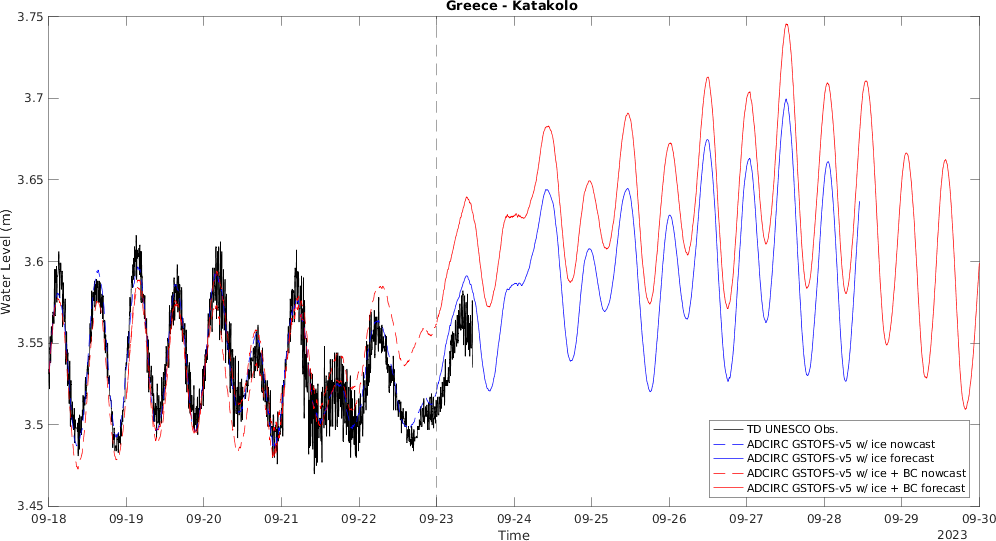 Greece - Katakolo
Water Level (m)
3.75
3.7
3.65
3.6
3.55
3.5
3.45
TD UNESCO Obs.
ADCIRC GSTOFS-v5 w/ ice nowcast
ADCIRC GSTOFS-v5 w/ ice forecast
ADCIRC GSTOFS-v5 w/ ice + BC nowcast
ADCIRC GSTOFS-v5 w/ ice + BC forecast
09-18 09-19 09-20 09-21 09-22 09-23 09-24 09-25 09-26 09-27 09-28 09-29 09-30
Time
2023